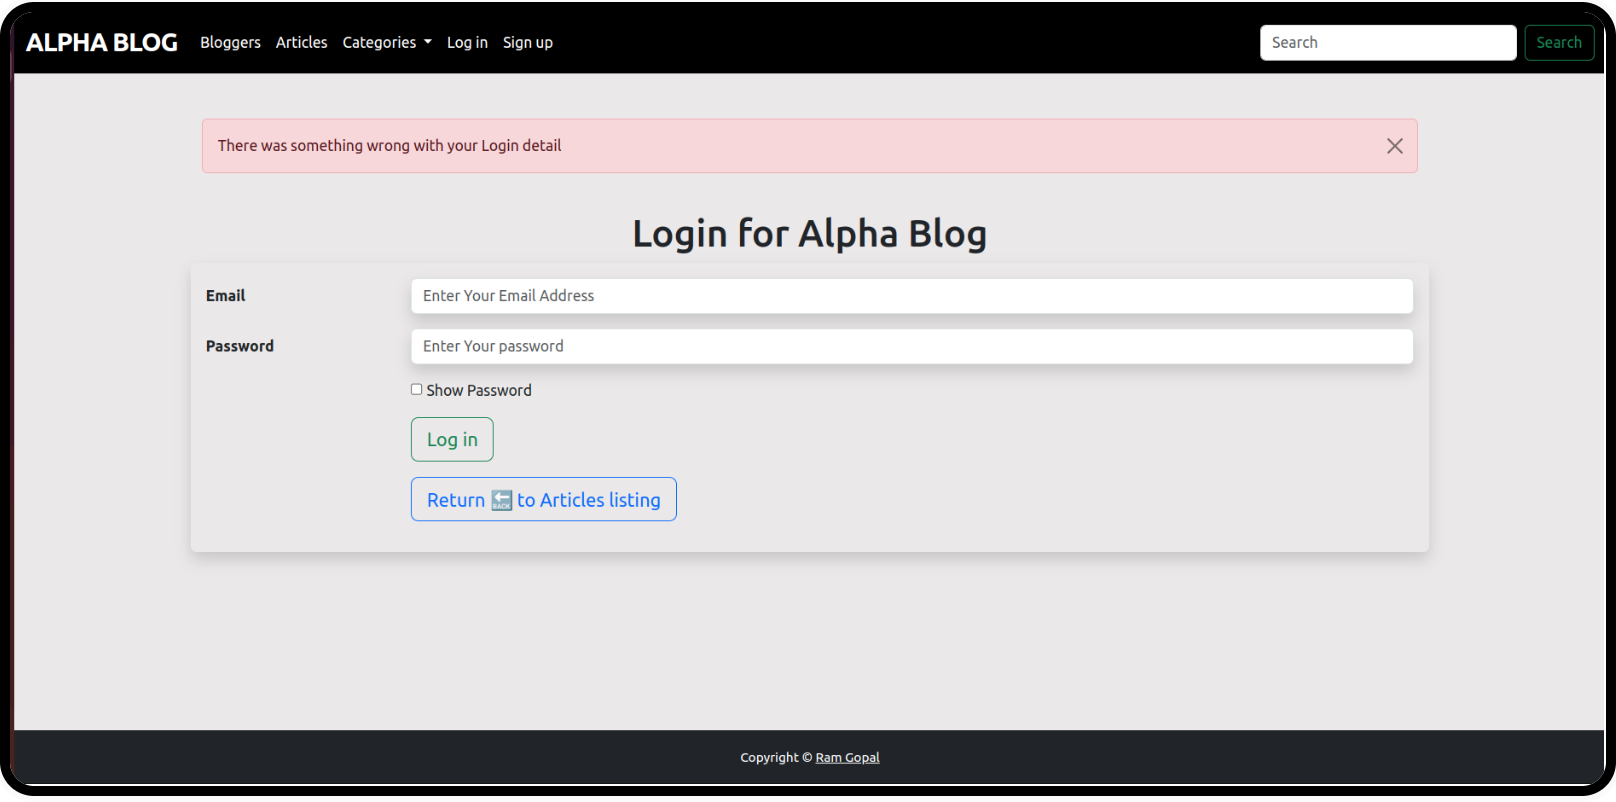 ALPHA BLOG Bloggers Articles Categories Log in Sign up Search Search
There was something wrong with your Login detail
Login for Alpha Blog
Email Enter Your Email Address
Password Enter Your password
Show Password
Log in
Return 🔙 to Articles listing
Copyright © Ram Gopal